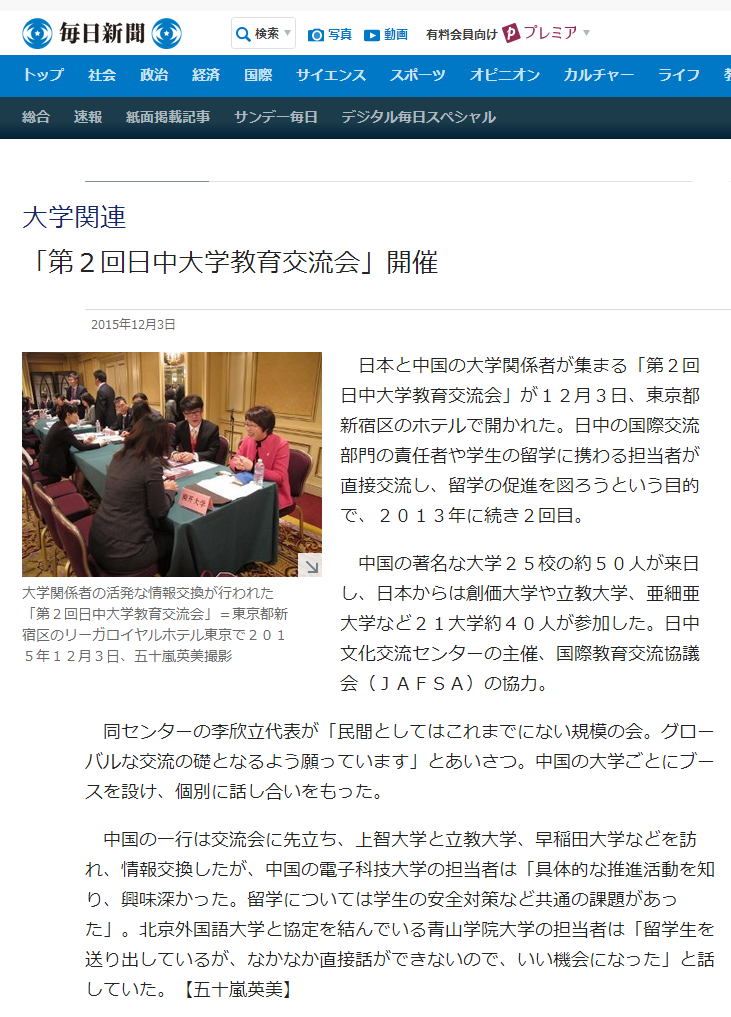 毎日新聞
検索
写真
動画
有料会員向け プレミア
トップ 社会 政治 経済 国際 サイエンス スポーツ オピニオン カルチャー ライフ
総合 速報 紙面掲載記事 サンデー毎日 デジタル毎日スペシャル
大学関連
「第２回日中大学教育交流会」開催
2015年12月3日
大学関係者の活発な情報交換が行われた
「第２回日中大学教育交流会」＝東京都新
宿区のリーガロイヤルホテル東京で２０１
５年１２月３日、五十嵐英美撮影
日本と中国の大学関係者が集まる「第２回
日中大学教育交流会」が１２月３日、東京都
新宿区のホテルで開かれた。日中の国際交流
部門の責任者や学生の留学に携わる担当者が
直接交流し、留学の促進を図ろうという目的
で、２０１３年に続き２回目。
中国の著名な大学２５校の約５０人が来日
し、日本からは創価大学や立教大学、亜細亜
大学など２１大学約４０人が参加した。日中
文化交流センターの主催、国際教育交流協議
会（ＪＡＦＳＡ）の協力。
同センターの李欣立代表が「民間としてはこれまでにない規模の会。グロー
バルな交流の礎となるよう願っています」とあいさつ。中国の大学ごとにブー
スを設け、個別に話し合いをもった。
中国の一行は交流会に先立ち、上智大学と立教大学、早稲田大学などを訪
れ、情報交換したが、中国の電子科技大学の担当者は「具体的な推進活動を知
り、興味深かった。留学については学生の安全対策など共通の課題があっ
た」。北京外国語大学と協定を結んでいる青山学院大学の担当者は「留学生を
送り出しているが、なかなか直接話ができないので、いい機会になった」と話
していた。【五十嵐英美】